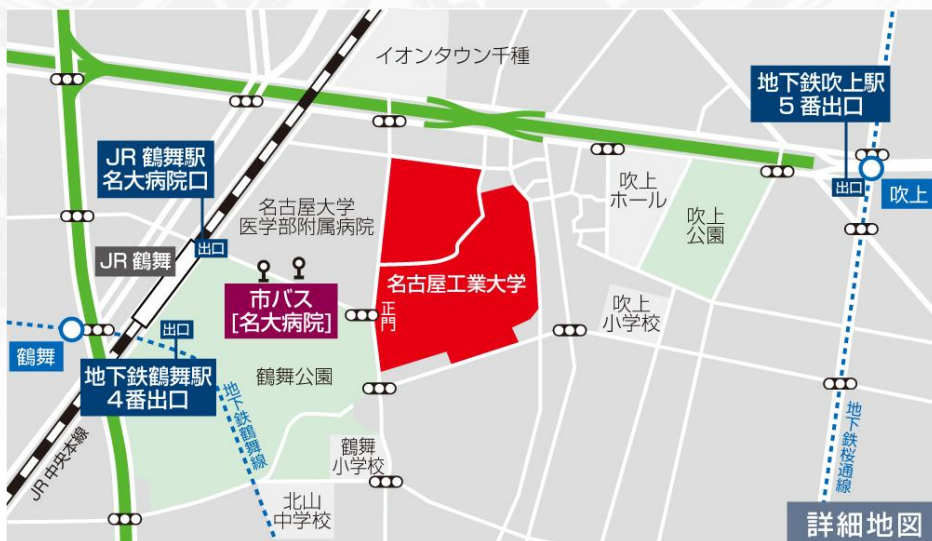 イオンタウン千種
地下鉄吹上駅
5番出口
JR 鶴舞駅
名大病院口
名古屋大学
医学部附属病院
吹上
ホール
出口
吹上
吹上
公園
出口
JR 鶴舞
市バス
[名大病院]
正門
名古屋工業大学
吹上
小学校
出口
鶴舞
地下鉄鶴舞駅
4番出口
鶴舞公園
地下鉄鶴舞線
地下鉄桜通線
JR 中央本線
鶴舞
小学校
北山
中学校
詳細地図